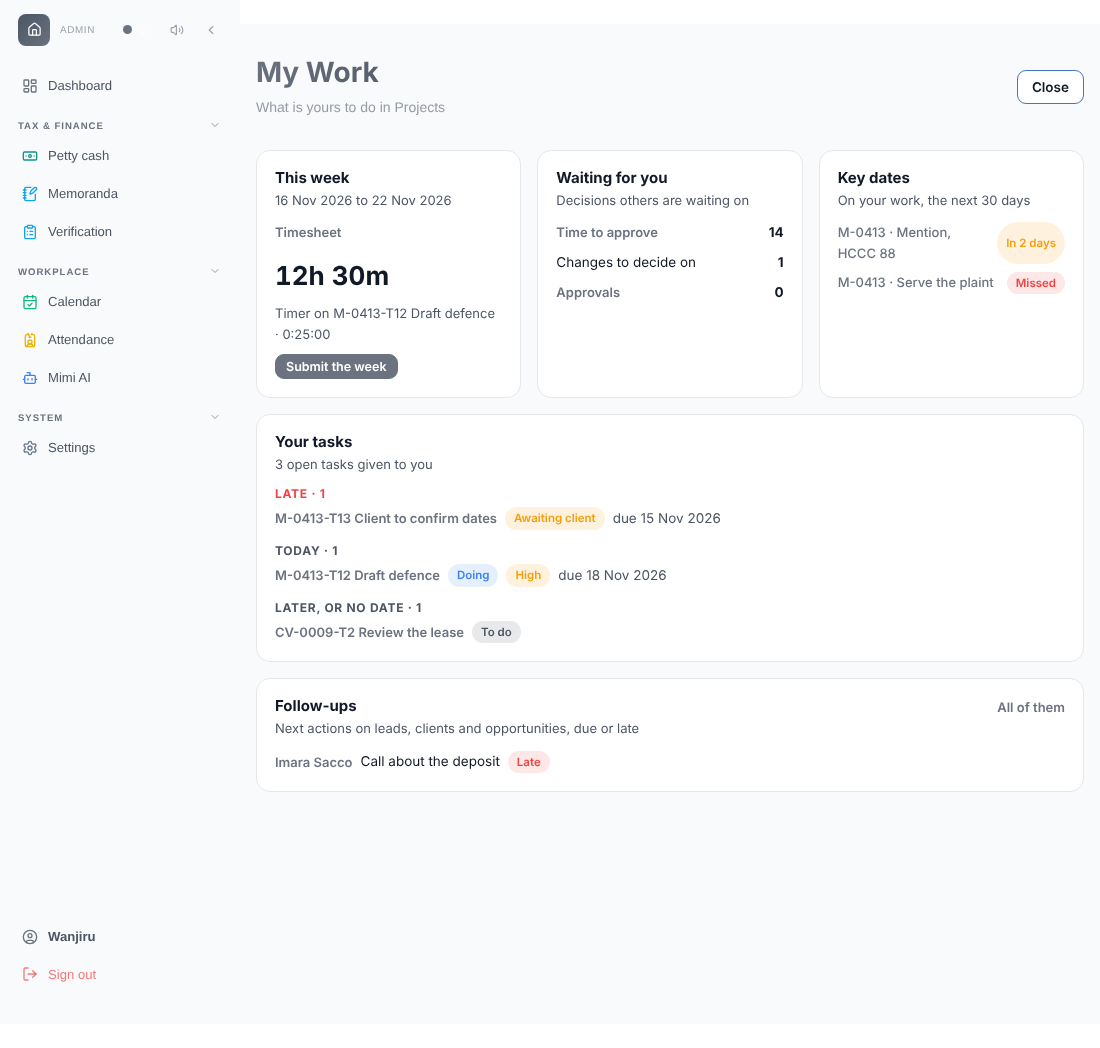 ADMIN
Dashboard
TAX & FINANCE
Petty cash
Memoranda
Verification
WORKPLACE
Calendar
Attendance
Mimi AI
SYSTEM
Settings
Wanjiru
Sign out
My Work
What is yours to do in Projects
Close
This week
16 Nov 2026 to 22 Nov 2026
Timesheet
12h 30m
Timer on M-0413-T12 Draft defence
· 0:25:00
Submit the week
Waiting for you
Decisions others are waiting on
Time to approve 14
Changes to decide on 1
Approvals 0
Key dates
On your work, the next 30 days
M-0413 · Mention,
HCCC 88
In 2 days
M-0413 · Serve the plaint Missed
Your tasks
3 open tasks given to you
LATE · 1
M-0413-T13 Client to confirm dates Awaiting client due 15 Nov 2026
TODAY · 1
M-0413-T12 Draft defence Doing High due 18 Nov 2026
LATER, OR NO DATE · 1
CV-0009-T2 Review the lease To do
Follow-ups
All of them
Next actions on leads, clients and opportunities, due or late
Imara Sacco Call about the deposit Late